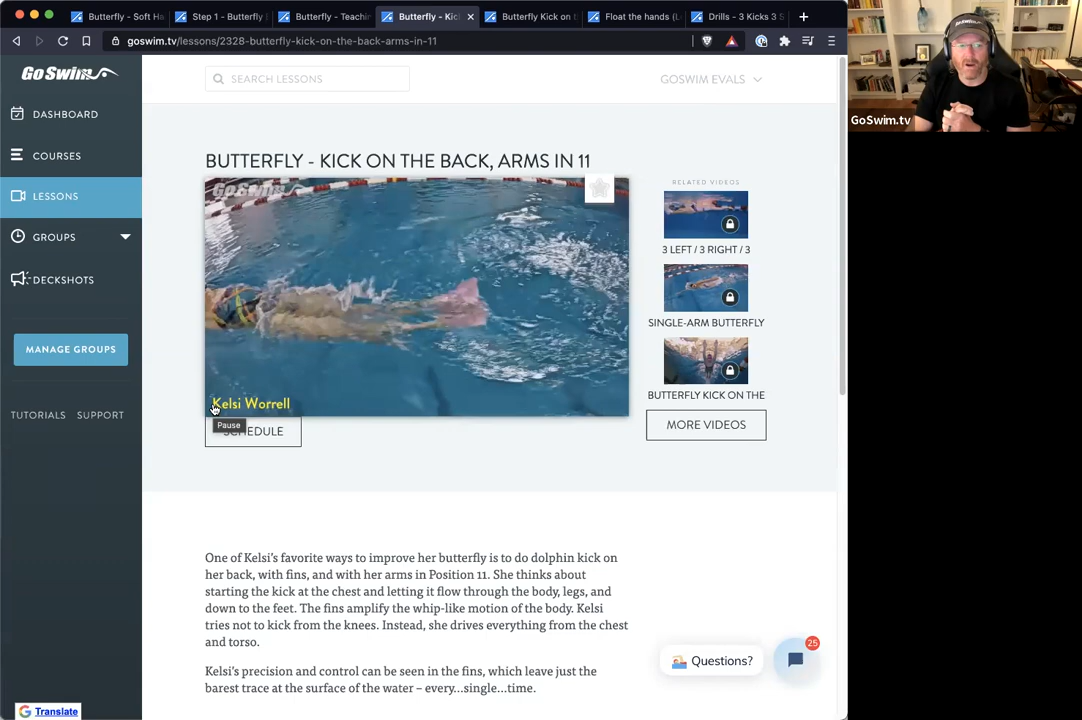 Butterfly - Soft Ha
Step 1 - Butterfly
Butterfly - Teachin
Butterfly - Kic
Butterfly Kick on t
Float the hands (L
Drills - 3 Kicks 3 S
goswim.tv/lessons/2328-butterfly-kick-on-the-back-arms-in-11
GoSwim
SEARCH LESSONS
GOSWIM EVALS
GoSwim.tv
DASHBOARD
COURSES
LESSONS
GROUPS
DECKSHOTS
MANAGE GROUPS
TUTORIALS
SUPPORT
BUTTERFLY - KICK ON THE BACK, ARMS IN 11
GoSwim
Kelsi Worrell
Pause
SCHEDULE
RELATED VIDEOS
3 LEFT / 3 RIGHT / 3
SINGLE-ARM BUTTERFLY
BUTTERFLY KICK ON THE
MORE VIDEOS
One of Kelsi's favorite ways to improve her butterfly is to do dolphin kick on
her back, with fins, and with her arms in Position 11. She thinks about
starting the kick at the chest and letting it flow through the body, legs, and
down to the feet. The fins amplify the whip-like motion of the body. Kelsi
tries not to kick from the knees. Instead, she drives everything from the chest
and torso.
Kelsi's precision and control can be seen in the fins, which leave just the
barest trace at the surface of the water – every...single...time.
Questions?
25
Translate